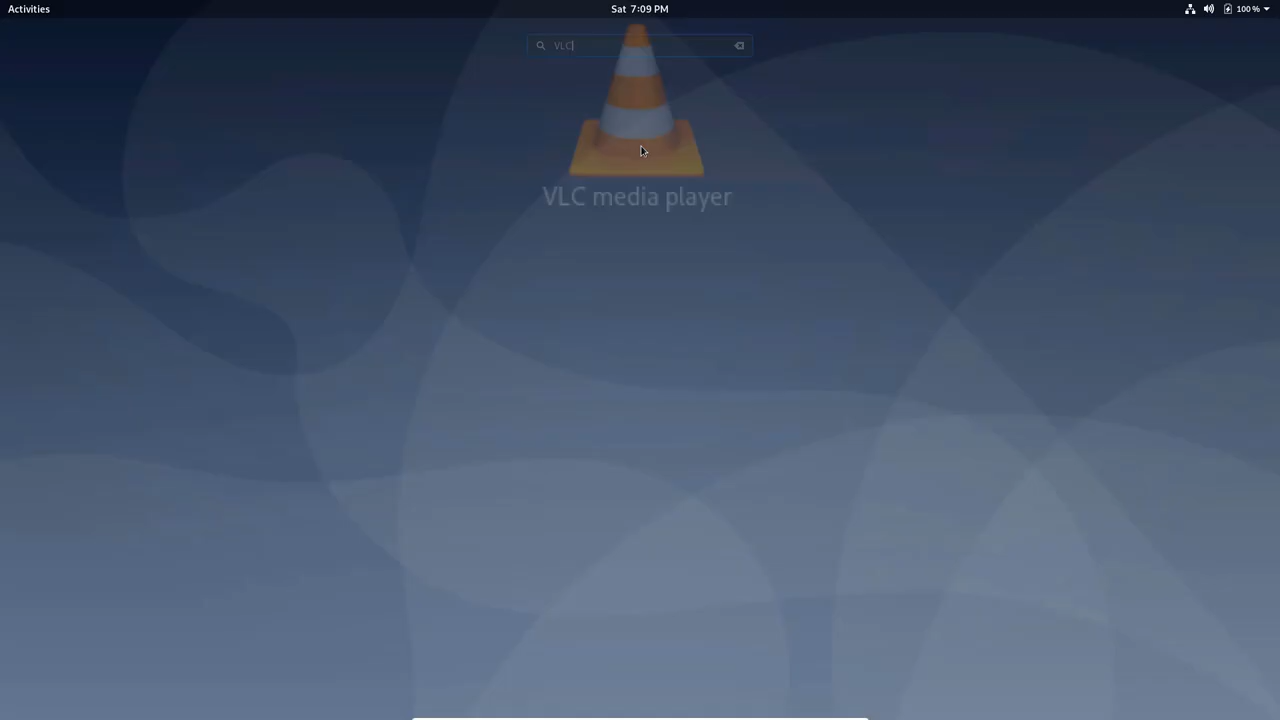 Activities
Sat 7:09 PM
100 %
VLC
VLC media player